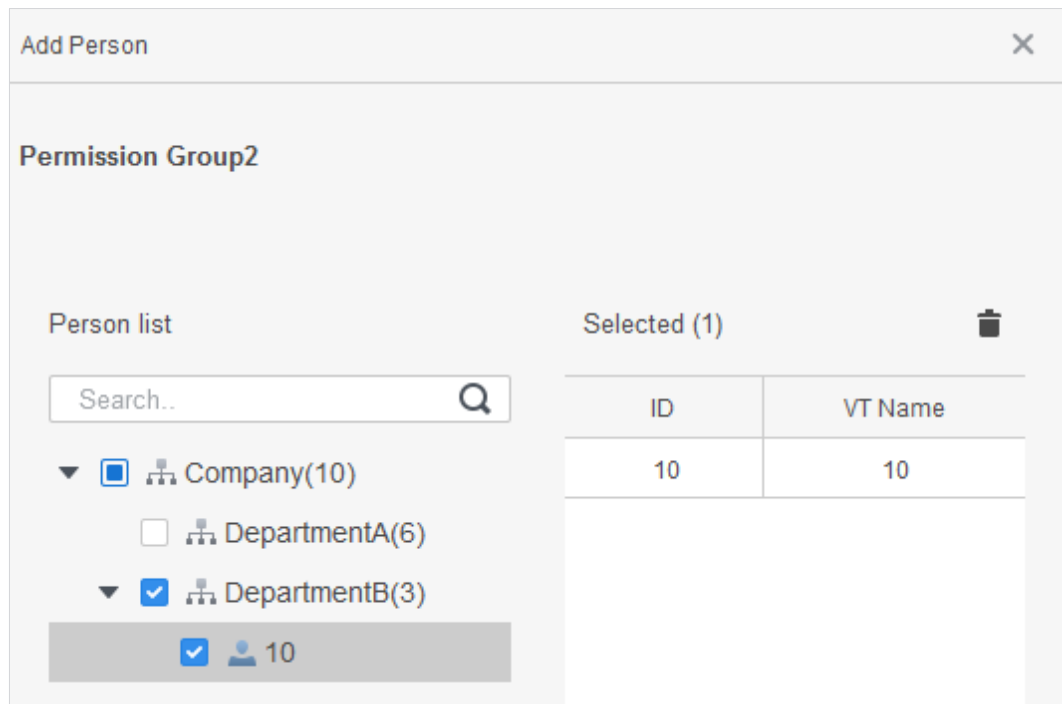 Add Person
Permission Group2
Person list
Search..
Company(10)
DepartmentA(6)
DepartmentB(3)
10
Selected (1)
ID VT Name
10 10